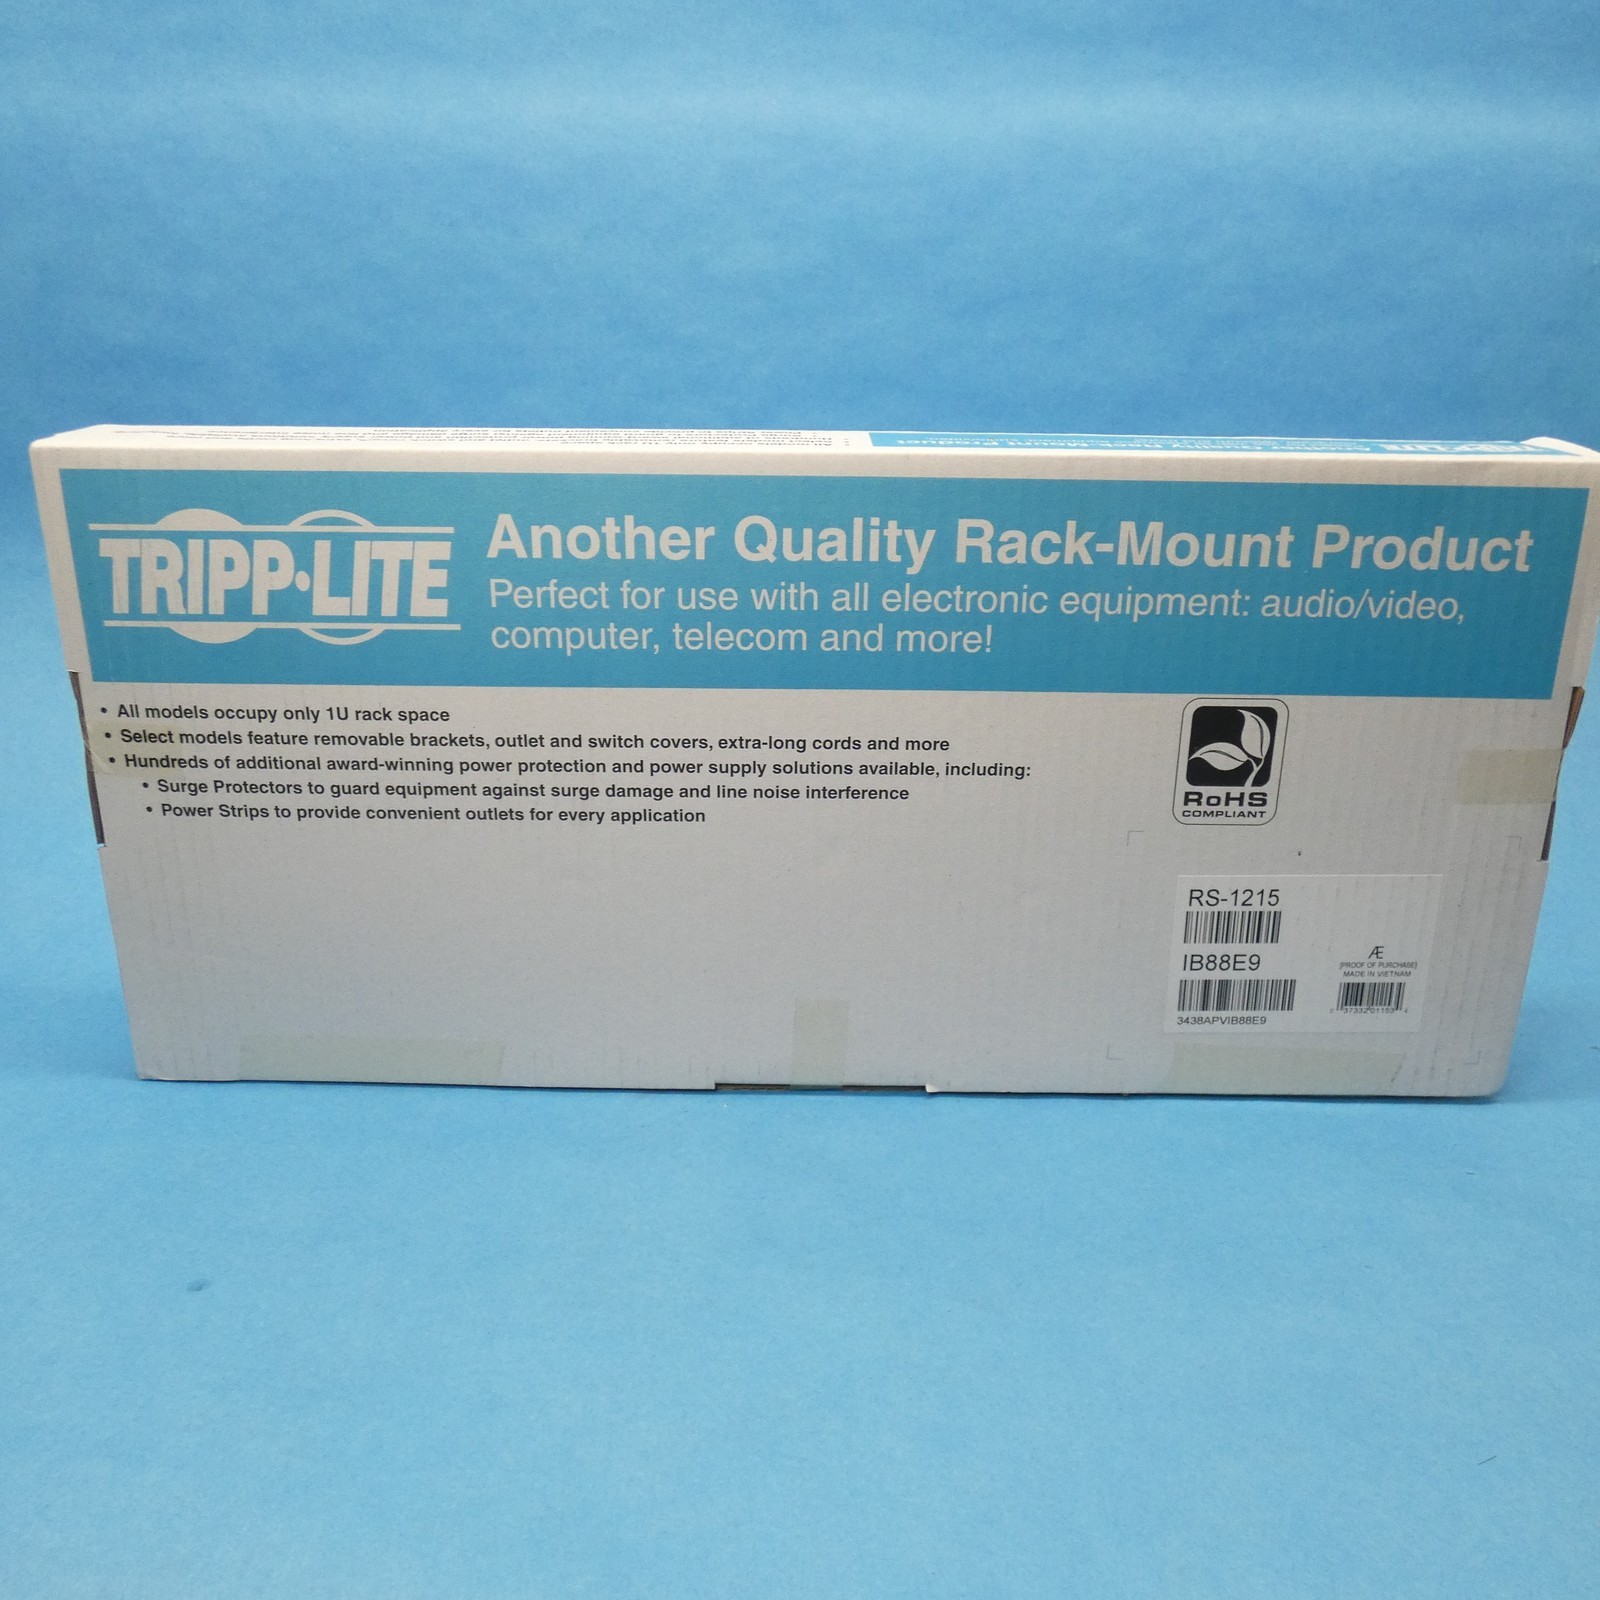 TRIPP·LITE
Another Quality Rack-Mount Product
Perfect for use with all electronic equipment: audio/video,
computer, telecom and more!
• All models occupy only 1U rack space
• Select models feature removable brackets, outlet and switch covers, extra-long cords and more
• Hundreds of additional award-winning power protection and power supply solutions available, including:
• Surge Protectors to guard equipment against surge damage and line noise interference
• Power Strips to provide convenient outlets for every application
RoHS
COMPLIANT
RS-1215
IB88E9
3438APVIB88E9
Æ
[PROOF OF PURCHASE]
MADE IN VIETNAM